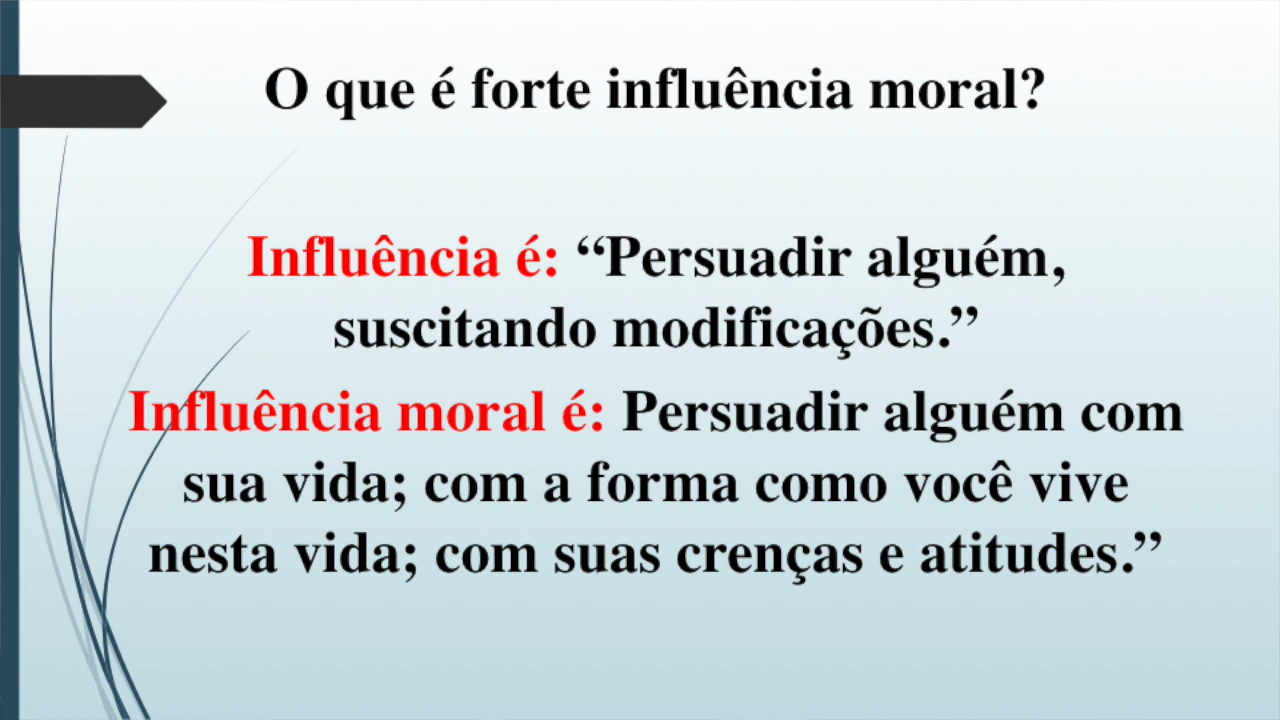 O que é forte influência moral?
Influência é: “Persuadir alguém,
suscitando modificações.”
Influência moral é: Persuadir alguém com
sua vida; com a forma como você vive
nesta vida; com suas crenças e atitudes.”